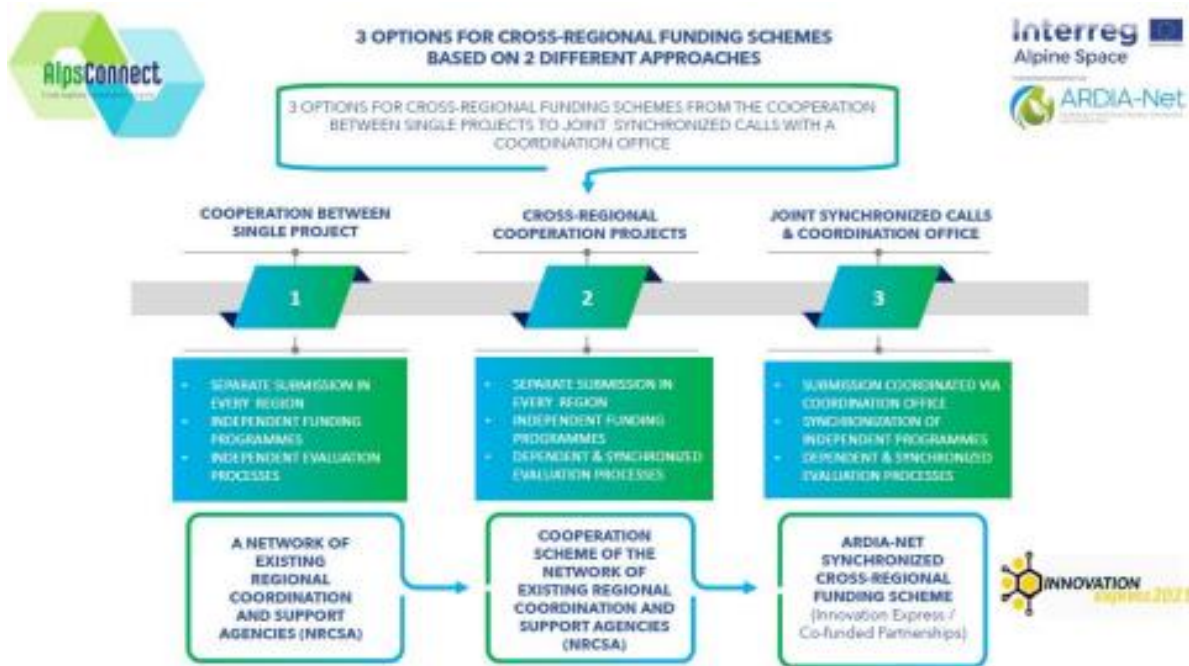 3 OPTIONS FOR CROSS-REGIONAL FUNDING SCHEMES
BASED ON 2 DIFFERENT APPROACHES
AlpsConnect
Interreg
Alpine Space
ARDIA-Net
3 OPTIONS FOR CROSS-REGIONAL FUNDING SCHEMES FROM THE COOPERATION
BETWEEN SINGLE PROJECTS TO JOINT SYNCHRONIZED CALLS WITH A
COORDINATION OFFICE
COOPERATION BETWEEN
SINGLE PROJECT
1
- SEPARATE SUBMISSION IN
EVERY REGION
- INDEPENDENT FUNDING
PROGRAMMES
- INDEPENDENT EVALUATION
PROCESSES
A NETWORK OF
EXISTING
REGIONAL
COORDINATION
AND SUPPORT
AGENCIES (NRCSA)
CROSS-REGIONAL
COOPERATION PROJECTS
2
- SEPARATE SUBMISSION IN
EVERY REGION
- INDEPENDENT FUNDING
PROGRAMMES
- DEPENDENT & SYNCHRONIZED
EVALUATION PROCESSES
COOPERATION
SCHEME OF THE
NETWORK OF
EXISTING REGIONAL
COORDINATION AND
SUPPORT AGENCIES
(NRCSA)
JOINT SYNCHRONIZED CALLS
& COORDINATION OFFICE
3
- SUBMISSION COORDINATED VIA
COORDINATION OFFICE
- SYNCHRONIZATION OF
INDEPENDENT PROGRAMMES
- DEPENDENT & SYNCHRONIZED
EVALUATION PROCESSES
ARDIA-NET
SYNCHRONIZED
CROSS-REGIONAL
FUNDING SCHEME
(Innovation Express /
Co-funded Partnerships)
INNOVATION
express2021